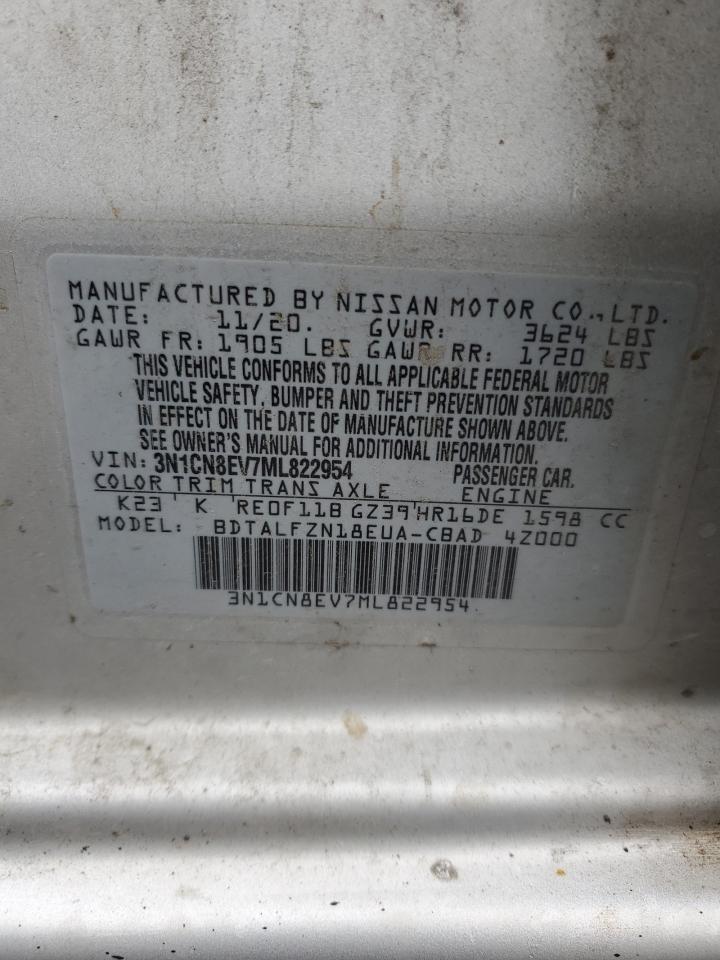 MANUFACTURED BY NISSAN MOTOR CO., LTD.
DATE: 11/20. GVWR: 3624 LBS
GAWR FR: 1905 LBS GAWR RR: 1720 LBS
THIS VEHICLE CONFORMS TO ALL APPLICABLE FEDERAL MOTOR
VEHICLE SAFETY, BUMPER AND THEFT PREVENTION STANDARDS
IN EFFECT ON THE DATE OF MANUFACTURE SHOWN ABOVE.
SEE OWNER'S MANUAL FOR ADDITIONAL INFORMATION.
VIN: 3N1CN8EV7ML822954 PASSENGER CAR.
COLOR TRIM TRANS AXLE ENGINE
K23 ' K 'RE0F11B GZ39'HR16DE 1598 CC
MODEL: BDTALFZN18EUA-CBAD 4Z000
3N1CN8EV7ML822954